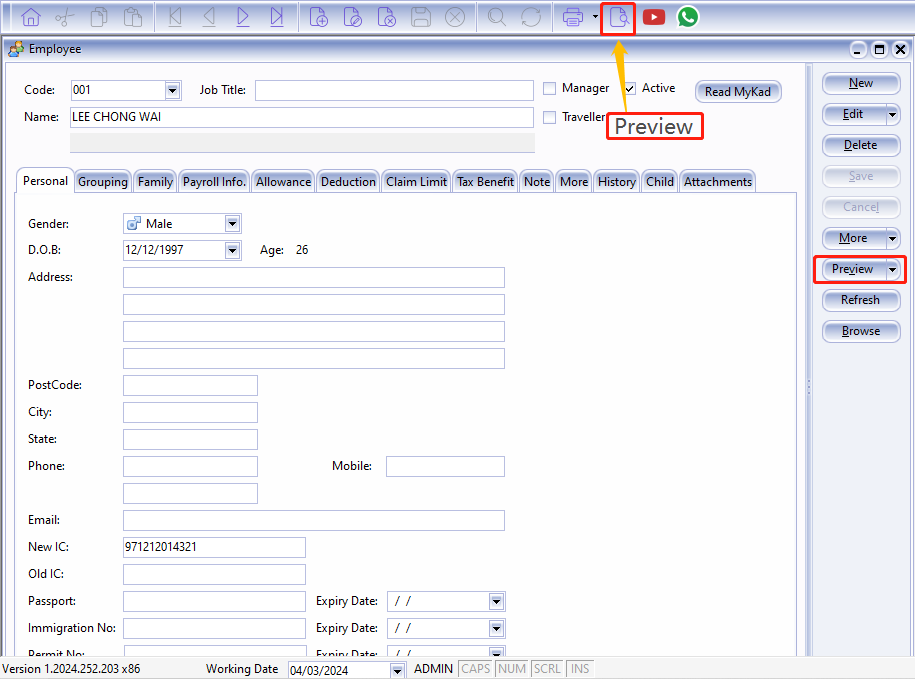 Employee
Code: 001 Job Title: Manager Active Read MyKad
Name: LEE CHONG WAI Traveller Preview
Personal Grouping Family Payroll Info. Allowance Deduction Claim Limit Tax Benefit Note More History Child Attachments
New
Edit
Delete
Save
Cancel
More
Preview
Refresh
Browse
Gender: Male
D.O.B: 12/12/1997 Age: 26
Address:
PostCode:
City:
State:
Phone: Mobile:
Email:
New IC: 971212014321
Old IC:
Passport: Expiry Date: / /
Immigration No: Expiry Date: / /
Permit No: Expiry Date: / /
Version 1.2024.252.203 x86 Working Date 04/03/2024 ADMIN CAPS NUM SCRL INS